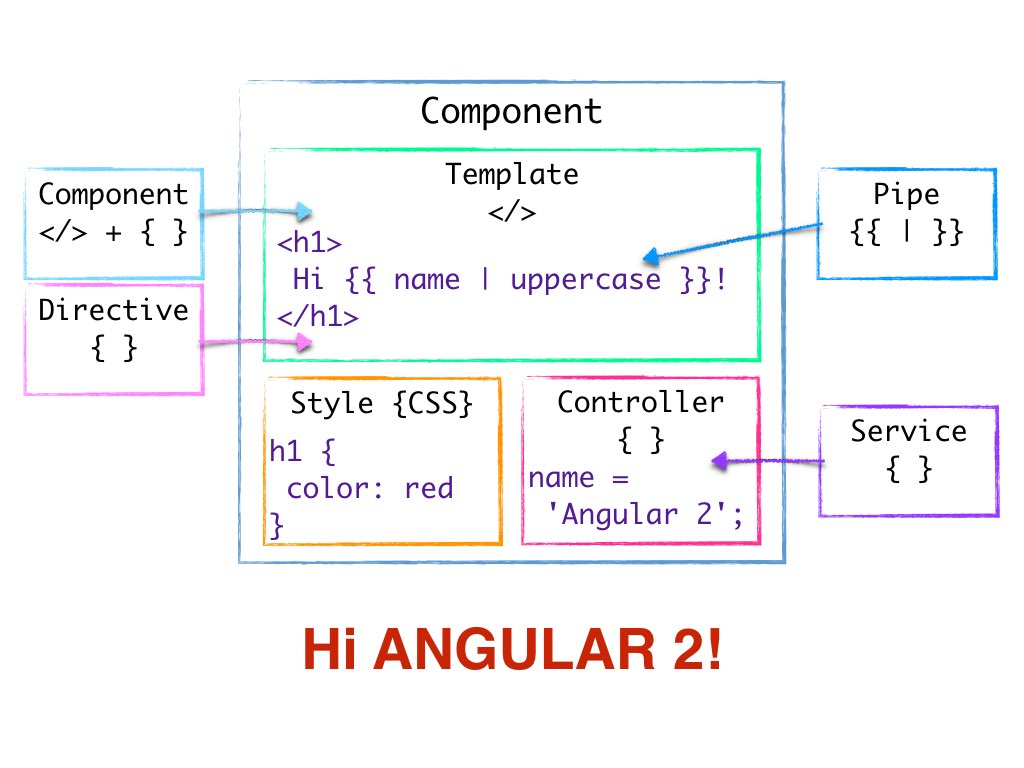 Component
Template
</>
<h1>
Hi {{ name | uppercase }}!
</h1>
Style {CSS}
h1 {
color: red
}
Controller
{ }
name =
'Angular 2';
Component
</> + { }
Directive
{ }
Pipe
{{ | }}
Service
{ }
Hi ANGULAR 2!